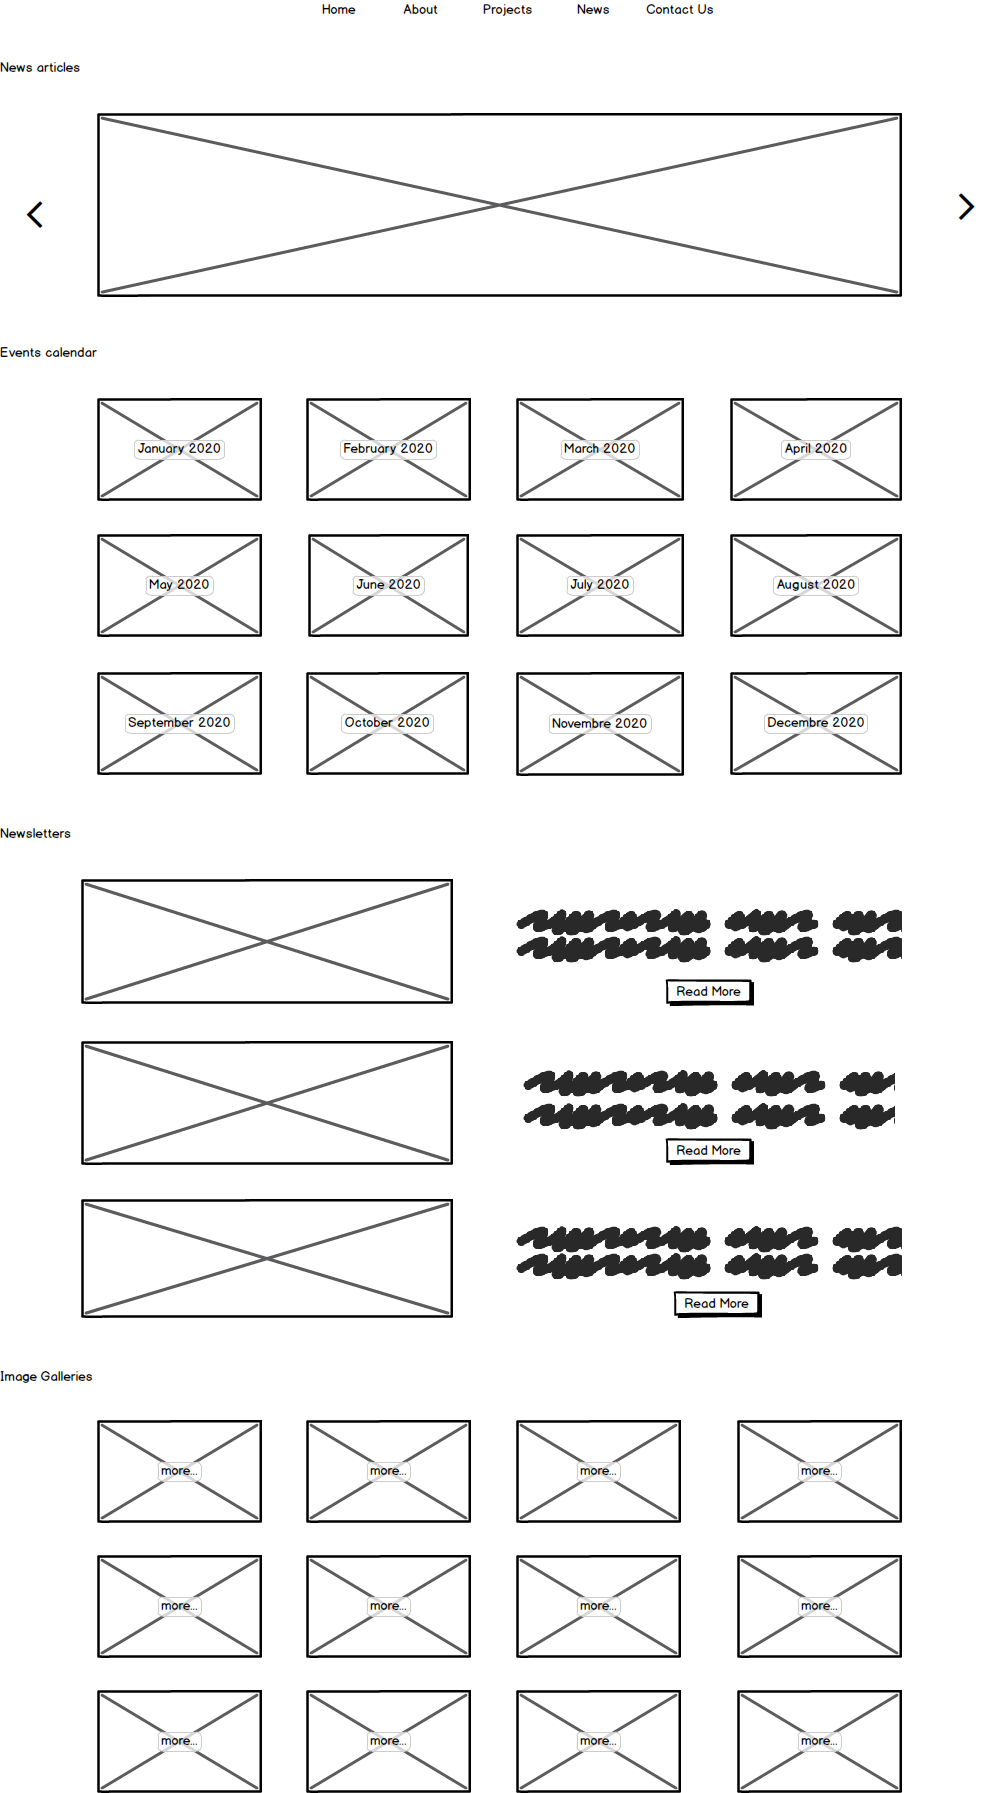 Home About Projects News Contact Us
News articles
Events calendar
January 2020 February 2020 March 2020 April 2020
May 2020 June 2020 July 2020 August 2020
September 2020 October 2020 Novembre 2020 Decembre 2020
Newsletters
Read More
Read More
Read More
Image Galleries
more... more... more... more...
more... more... more... more...
more... more... more... more...